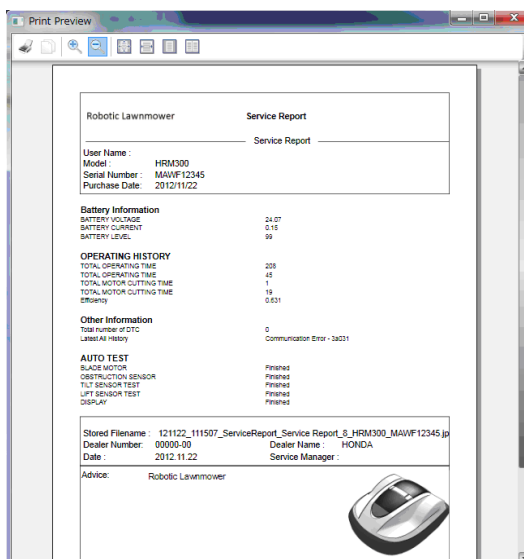 Print Preview
Robotic Lawnmower Service Report
Service Report
User Name :
Model : HRM300
Serial Number : MAWF12345
Purchase Date: 2012/11/22
Battery Information
BATTERY VOLTAGE 24.07
BATTERY CURRENT 0.15
BATTERY LEVEL 99
OPERATING HISTORY
TOTAL OPERATING TIME 208
TOTAL OPERATING TIME 45
TOTAL MOTOR CUTTING TIME 1
TOTAL MOTOR CUTTING TIME 19
Efficiency 0.631
Other Information
Total number of DTC 0
Latest All History Communication Error - 3a031
AUTO TEST
BLADE MOTOR Finished
OBSTRUCTION SENSOR Finished
TILT SENSOR TEST Finished
LIFT SENSOR TEST Finished
DISPLAY Finished
Stored Filename : 121122_111507_ServiceReport_Service Report_8_HRM300_MAWF12345.jp
Dealer Number: 00000-00 Dealer Name : HONDA
Date : 2012.11.22 Service Manager :
Advice: Robotic Lawnmower